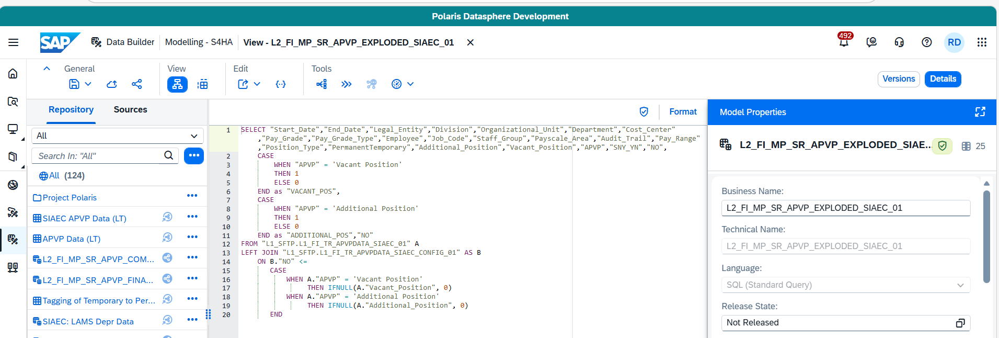 Polaris Datasphere Development
SAP Data Builder Modelling - S4HA View - L2_FI_MP_SR_APVP_EXPLODED_SIAEC_01
492
RD
General View Edit Tools
Versions Details
Repository Sources
All
Search In: "All"
All (124)
Project Polaris
SIAEC APVP Data (LT)
APVP Data (LT)
L2_FI_MP_SR_APVP_COM...
L2_FI_MP_SR_APVP_FINA...
Tagging of Temporary to Per...
SIAEC: LAMS Depr Data
Format
1 SELECT "Start_Date","End_Date","Legal_Entity","Division","Organizational_Unit","Department","Cost_Center"
,"Pay_Grade","Pay_Grade_Type","Employee","Job_Code","Staff_Group","Payscale_Area","Audit_Trail","Pay_Range"
,"Position_Type","PermanentTemporary","Additional_Position","Vacant_Position","APVP","SNY_YN","NO",
2 CASE
3 WHEN "APVP" = 'Vacant Position'
4 THEN 1
5 ELSE 0
6 END as "VACANT_POS",
7 CASE
8 WHEN "APVP" = 'Additional Position'
9 THEN 1
10 ELSE 0
11 END as "ADDITIONAL_POS","NO"
12 FROM "L1_SFTP.L1_FI_TR_APVPDATA_SIAEC_01" A
13 LEFT JOIN "L1_SFTP.L1_FI_TR_APVPDATA_SIAEC_CONFIG_01" AS B
14 ON B."NO" <=
15 CASE
16 WHEN A."APVP" = 'Vacant Position'
17 THEN IFNULL(A."Vacant_Position", 0)
18 WHEN A."APVP" = 'Additional Position'
19 THEN IFNULL(A."Additional_Position", 0)
20 END
Model Properties
L2_FI_MP_SR_APVP_EXPLODED_SIAE... 25
Business Name:
L2_FI_MP_SR_APVP_EXPLODED_SIAEC_01
Technical Name:
L2_FI_MP_SR_APVP_EXPLODED_SIAEC_01
Language:
SQL (Standard Query)
Release State:
Not Released